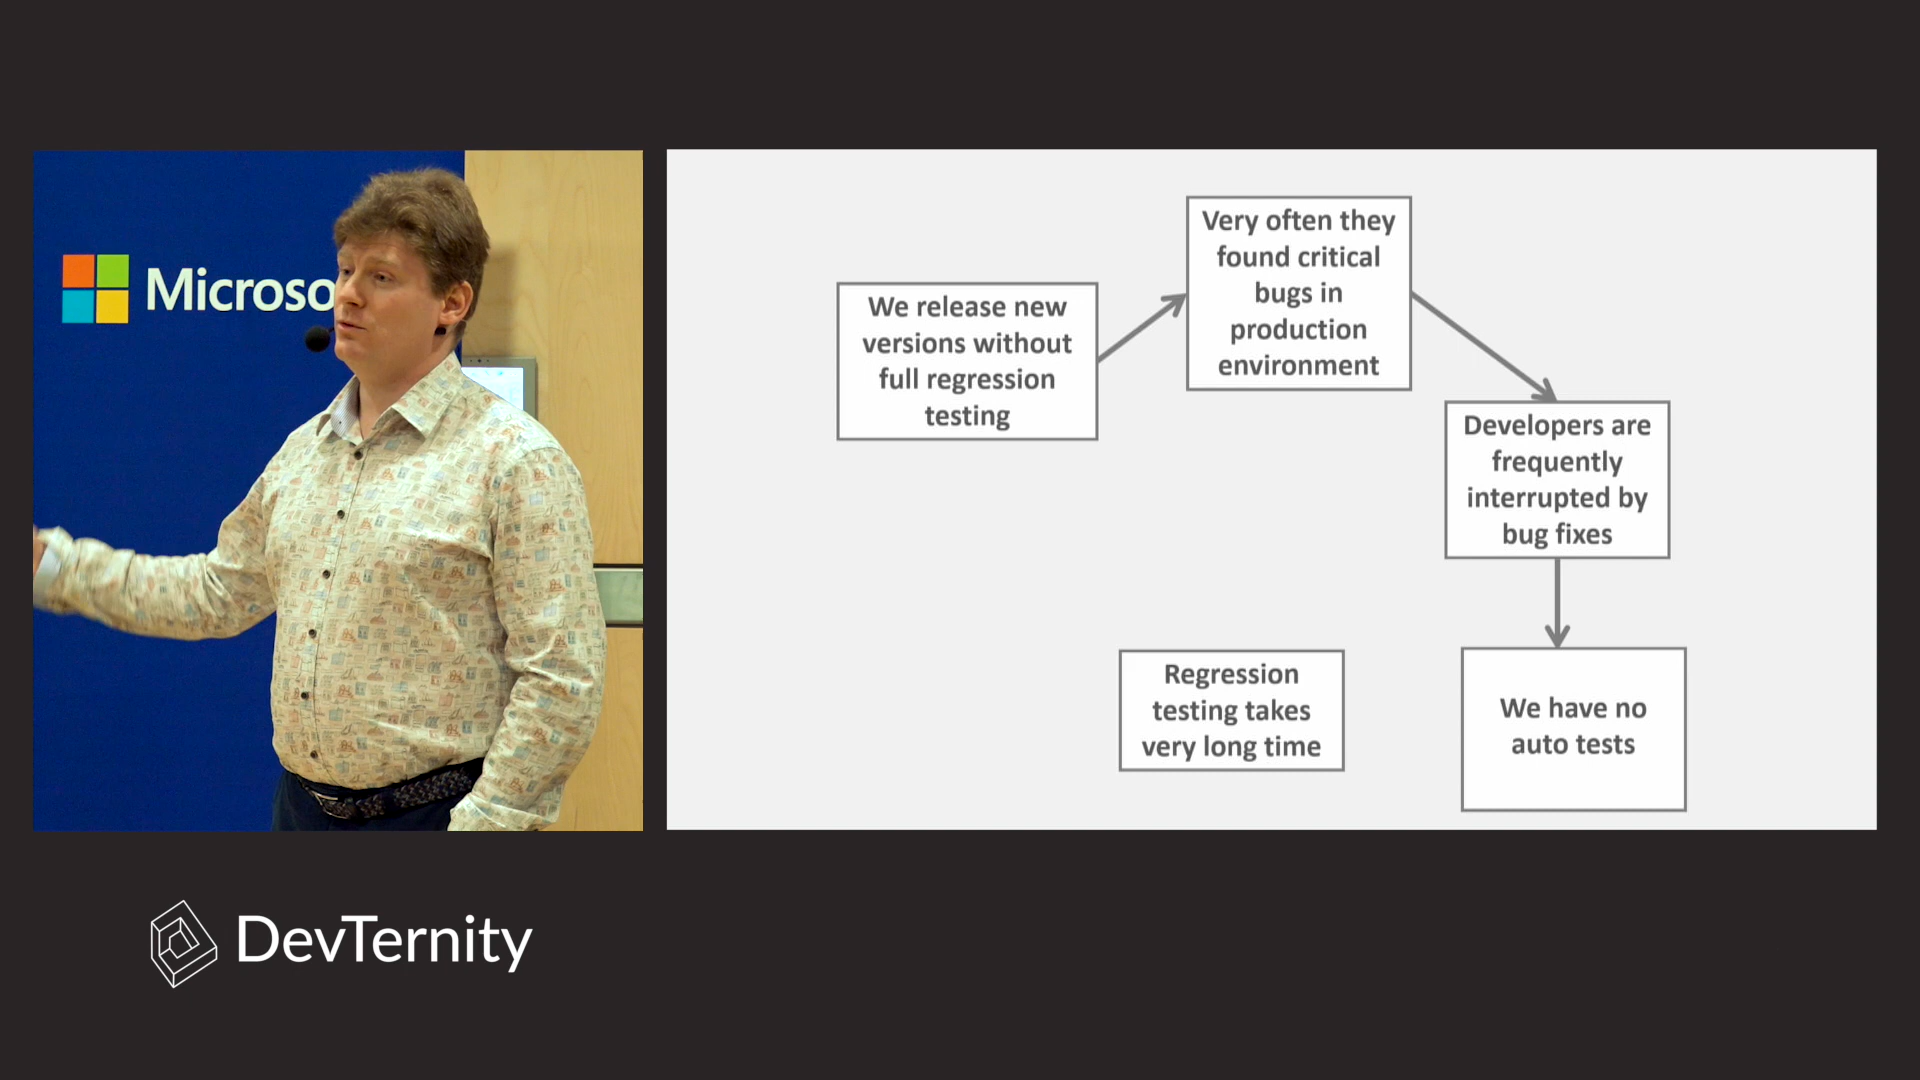 Microso
We release new
versions without
full regression
testing
Very often they
found critical
bugs in
production
environment
Developers are
frequently
interrupted by
bug fixes
Regression
testing takes
very long time
We have no
auto tests
DevTernity